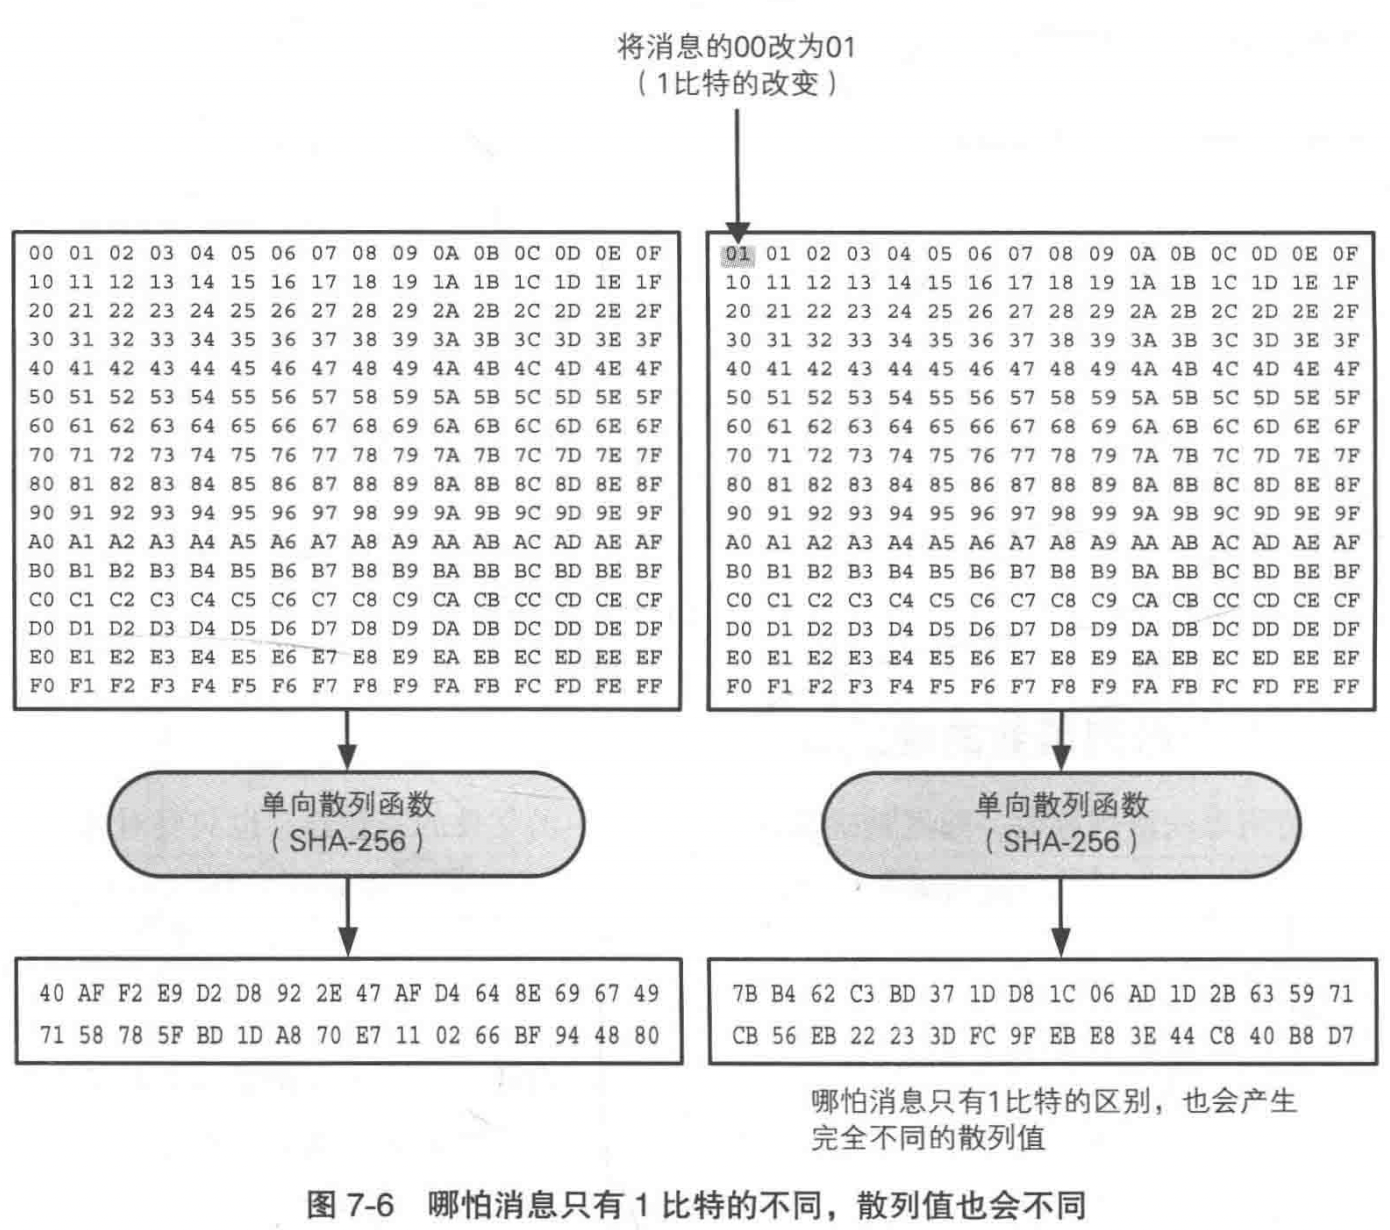 将消息的00改为01
（1比特的改变）
00 01 02 03 04 05 06 07 08 09 0A 0B 0C 0D 0E 0F
10 11 12 13 14 15 16 17 18 19 1A 1B 1C 1D 1E 1F
20 21 22 23 24 25 26 27 28 29 2A 2B 2C 2D 2E 2F
30 31 32 33 34 35 36 37 38 39 3A 3B 3C 3D 3E 3F
40 41 42 43 44 45 46 47 48 49 4A 4B 4C 4D 4E 4F
50 51 52 53 54 55 56 57 58 59 5A 5B 5C 5D 5E 5F
60 61 62 63 64 65 66 67 68 69 6A 6B 6C 6D 6E 6F
70 71 72 73 74 75 76 77 78 79 7A 7B 7C 7D 7E 7F
80 81 82 83 84 85 86 87 88 89 8A 8B 8C 8D 8E 8F
90 91 92 93 94 95 96 97 98 99 9A 9B 9C 9D 9E 9F
A0 A1 A2 A3 A4 A5 A6 A7 A8 A9 AA AB AC AD AE AF
B0 B1 B2 B3 B4 B5 B6 B7 B8 B9 BA BB BC BD BE BF
C0 C1 C2 C3 C4 C5 C6 C7 C8 C9 CA CB CC CD CE CF
D0 D1 D2 D3 D4 D5 D6 D7 D8 D9 DA DB DC DD DE DF
E0 E1 E2 E3 E4 E5 E6 E7 E8 E9 EA EB EC ED EE EF
F0 F1 F2 F3 F4 F5 F6 F7 F8 F9 FA FB FC FD FE FF
单向散列函数
（SHA-256）
40 AF F2 E9 D2 D8 92 2E 47 AF D4 64 8E 69 67 49
71 58 78 5F BD 1D A8 70 E7 11 02 66 BF 94 48 80
01 01 02 03 04 05 06 07 08 09 0A 0B 0C 0D 0E 0F
10 11 12 13 14 15 16 17 18 19 1A 1B 1C 1D 1E 1F
20 21 22 23 24 25 26 27 28 29 2A 2B 2C 2D 2E 2F
30 31 32 33 34 35 36 37 38 39 3A 3B 3C 3D 3E 3F
40 41 42 43 44 45 46 47 48 49 4A 4B 4C 4D 4E 4F
50 51 52 53 54 55 56 57 58 59 5A 5B 5C 5D 5E 5F
60 61 62 63 64 65 66 67 68 69 6A 6B 6C 6D 6E 6F
70 71 72 73 74 75 76 77 78 79 7A 7B 7C 7D 7E 7F
80 81 82 83 84 85 86 87 88 89 8A 8B 8C 8D 8E 8F
90 91 92 93 94 95 96 97 98 99 9A 9B 9C 9D 9E 9F
A0 A1 A2 A3 A4 A5 A6 A7 A8 A9 AA AB AC AD AE AF
B0 B1 B2 B3 B4 B5 B6 B7 B8 B9 BA BB BC BD BE BF
C0 C1 C2 C3 C4 C5 C6 C7 C8 C9 CA CB CC CD CE CF
D0 D1 D2 D3 D4 D5 D6 D7 D8 D9 DA DB DC DD DE DF
E0 E1 E2 E3 E4 E5 E6 E7 E8 E9 EA EB EC ED EE EF
F0 F1 F2 F3 F4 F5 F6 F7 F8 F9 FA FB FC FD FE FF
单向散列函数
（SHA-256）
7B B4 62 C3 BD 37 1D D8 1C 06 AD 1D 2B 63 59 71
CB 56 EB 22 23 3D FC 9F EB E8 3E 44 C8 40 B8 D7
哪怕消息只有1比特的区别，也会产生
完全不同的散列值
图 7-6 哪怕消息只有 1 比特的不同，散列值也会不同